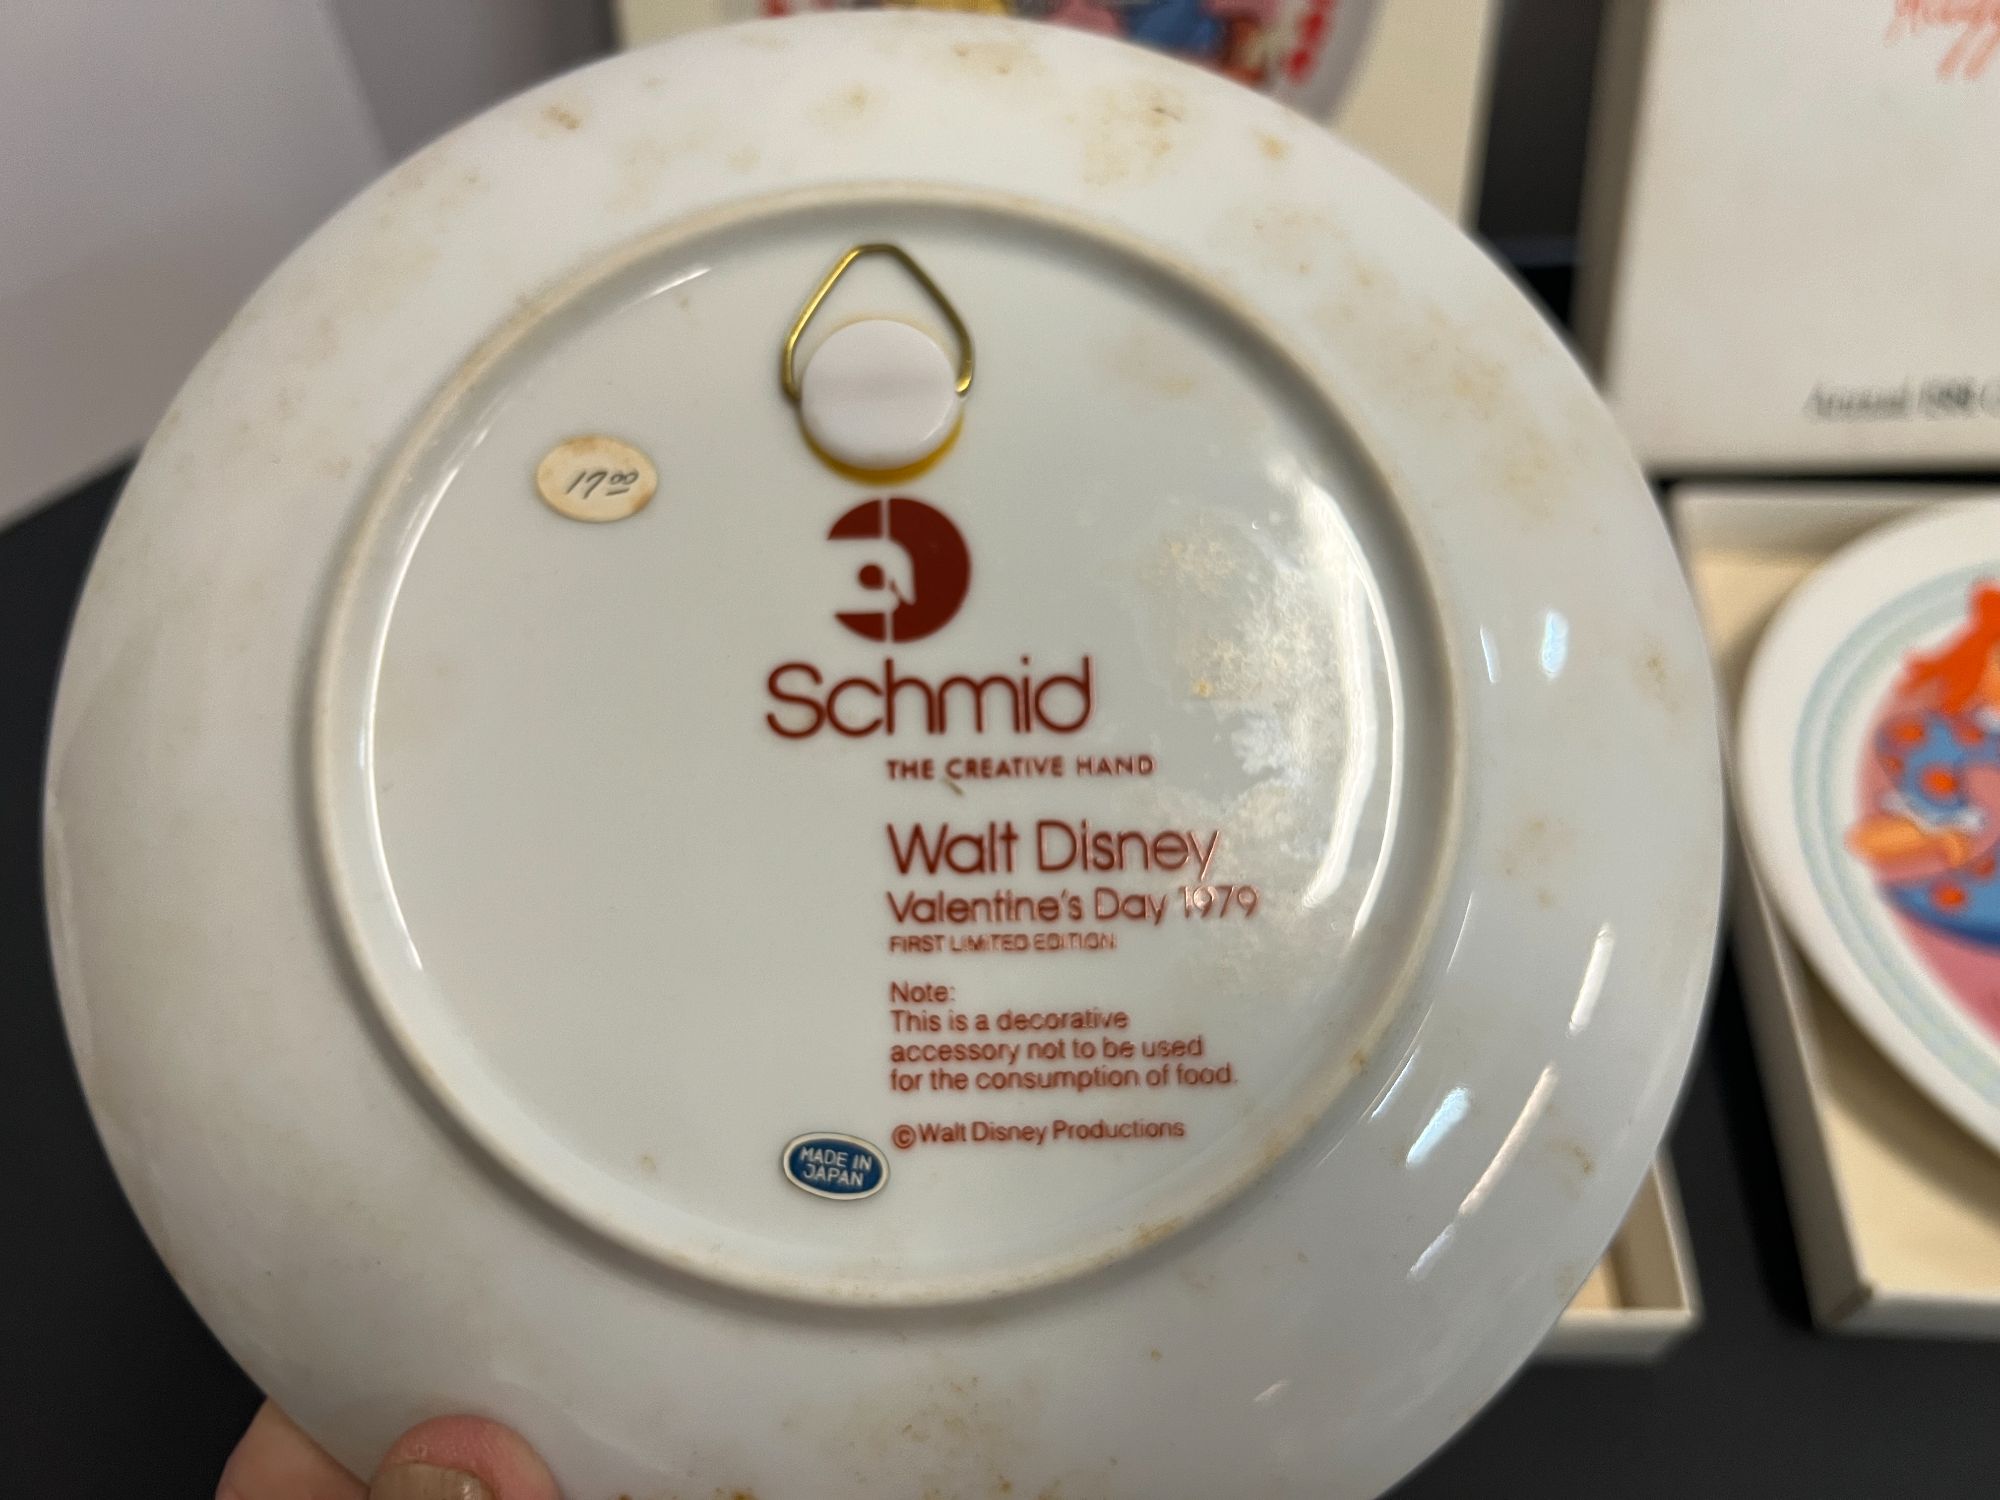 17.00
Schmid
THE CREATIVE HAND
Walt Disney
Valentine's Day 1979
FIRST LIMITED EDITION
Note:
This is a decorative
accessory not to be used
for the consumption of food.
©Walt Disney Productions
MADE IN
JAPAN
Annual